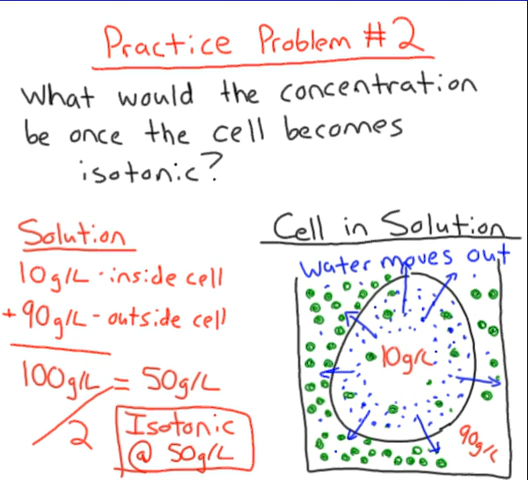 Practice Problem #2
What would the concentration
be once the cell becomes
isotonic?
Solution
10g/L - inside cell
+ 90g/L - outside cell
100g/L = 50g/L
2
Isotonic
@ 50g/L
Cell in Solution
Water moves out
10g/L
90g/L